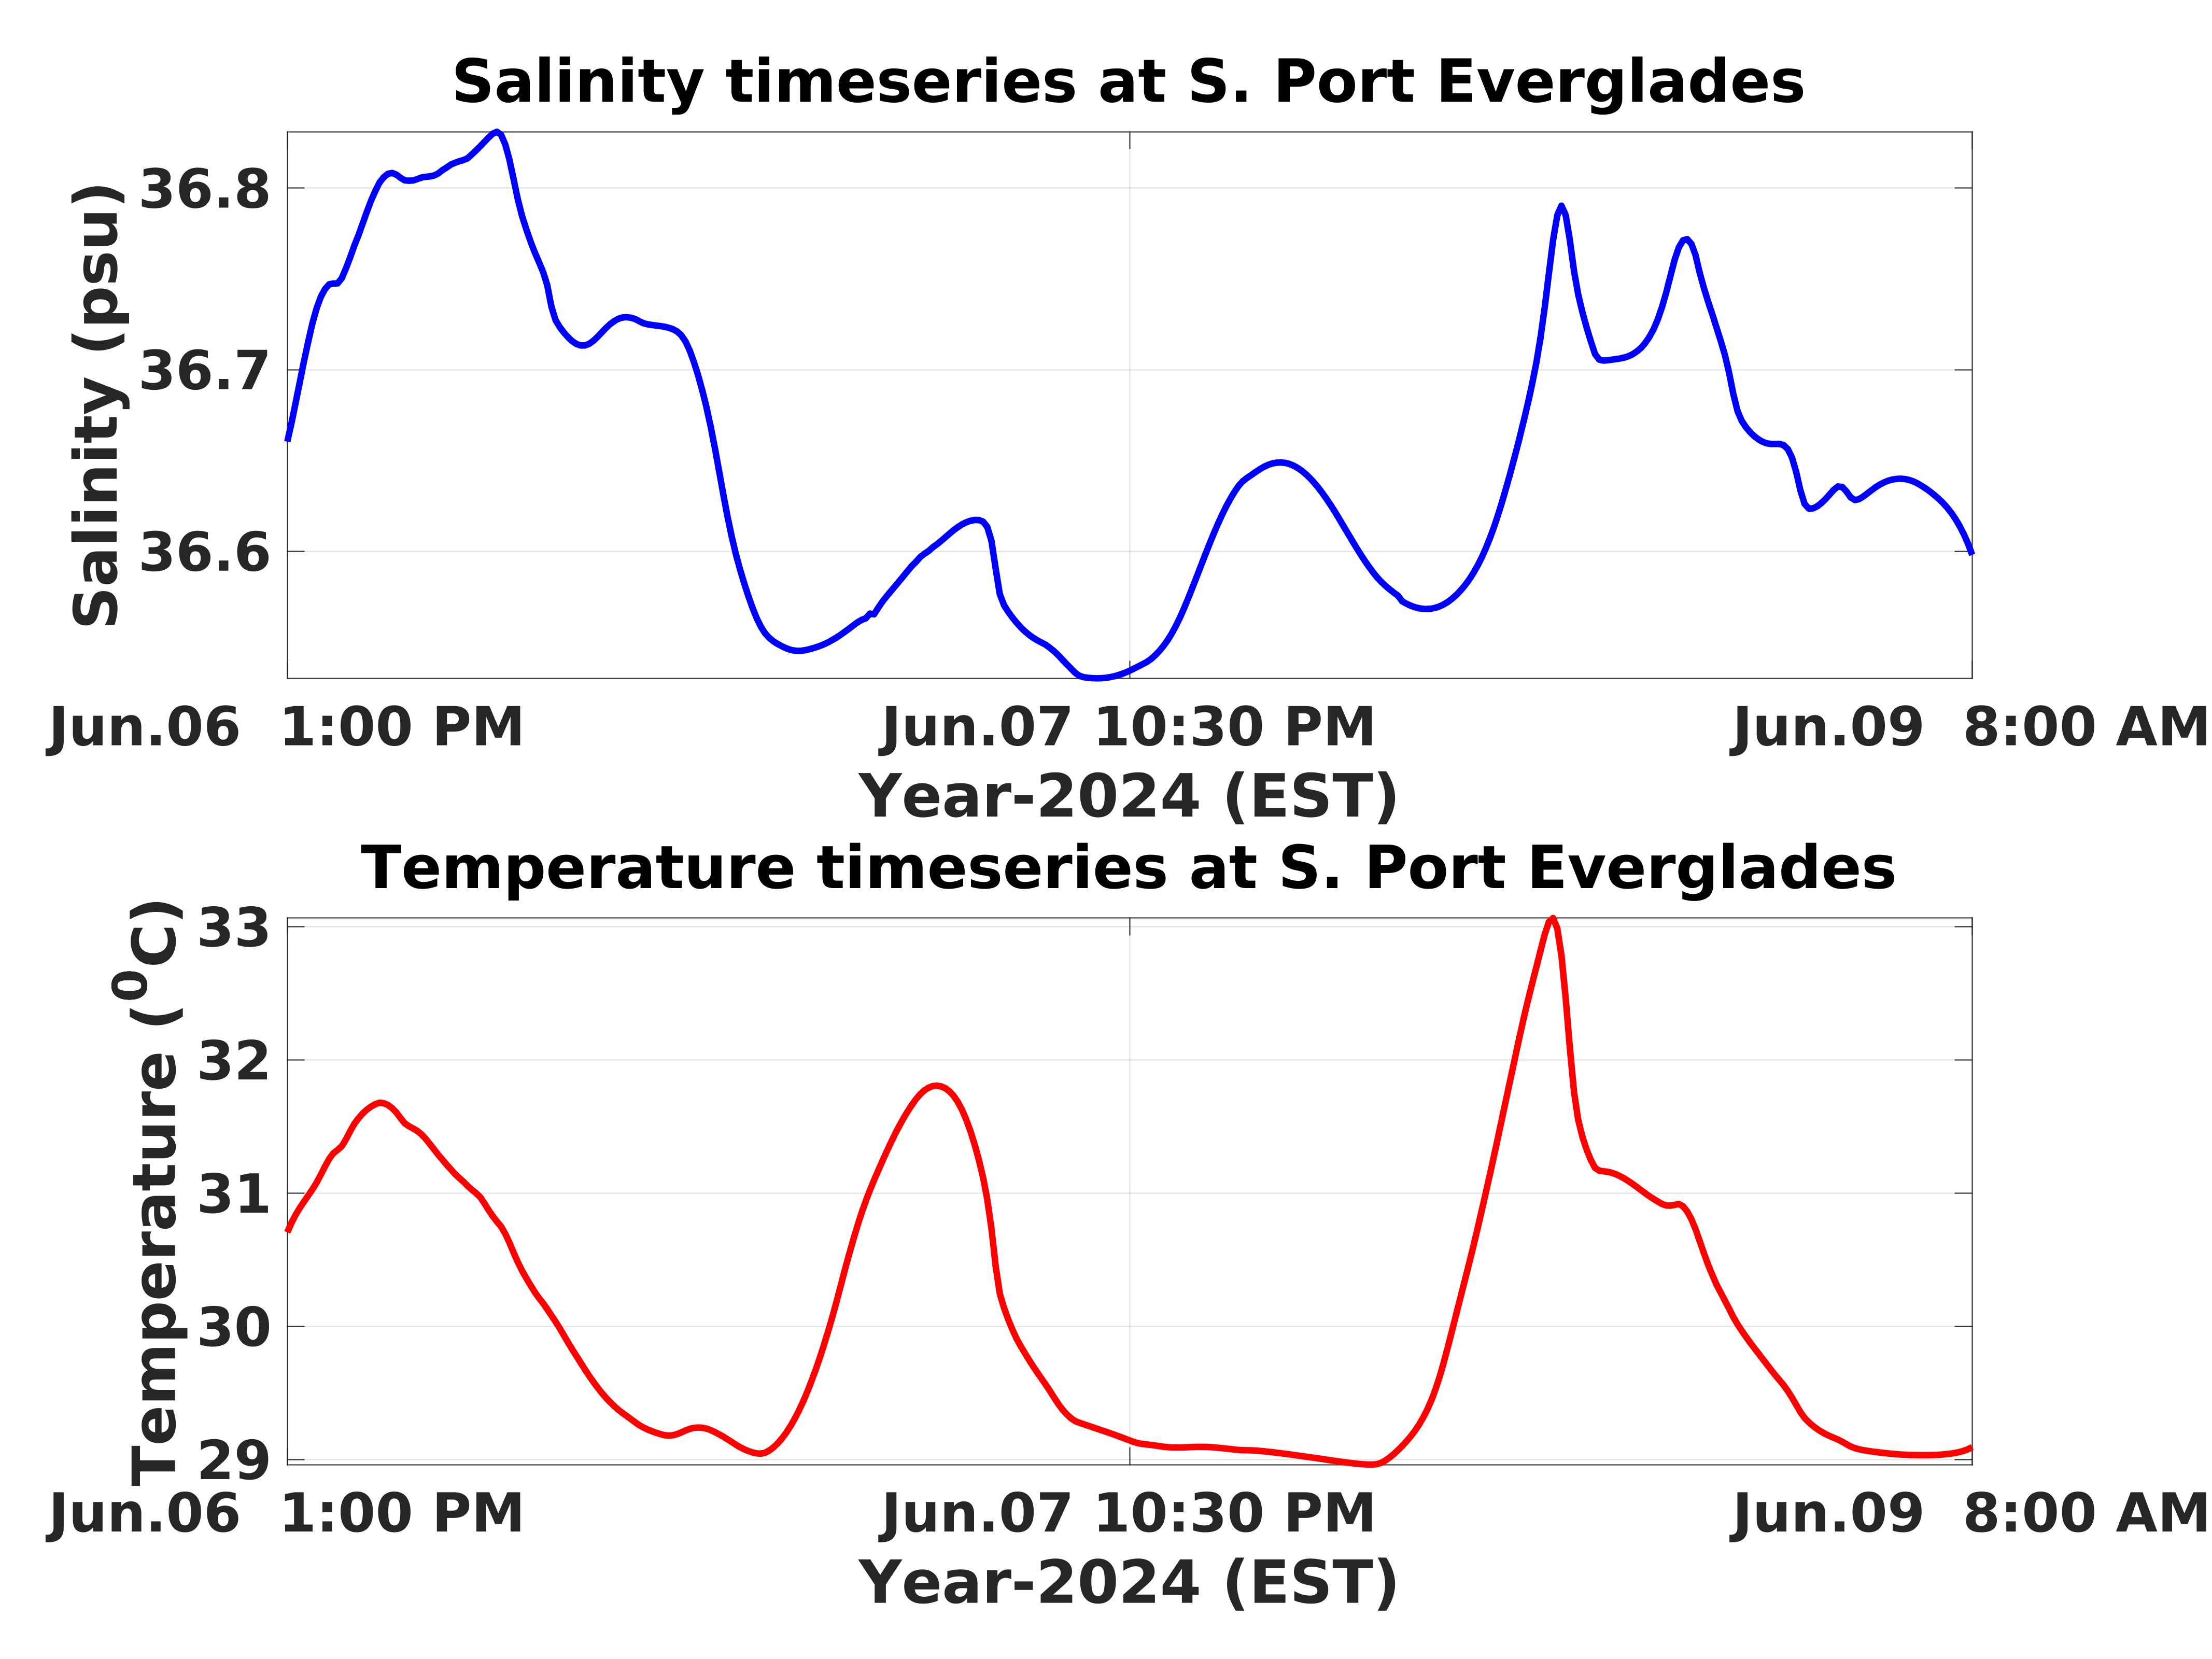 Salinity timeseries at S. Port Everglades
Salinity (psu)
36.8
36.7
36.6
Jun.06  1:00 PM
Jun.07 10:30 PM
Jun.09  8:00 AM
Year-2024 (EST)
Temperature timeseries at S. Port Everglades
Temperature (⁰C)
33
32
31
30
29
Jun.06  1:00 PM
Jun.07 10:30 PM
Jun.09  8:00 AM
Year-2024 (EST)